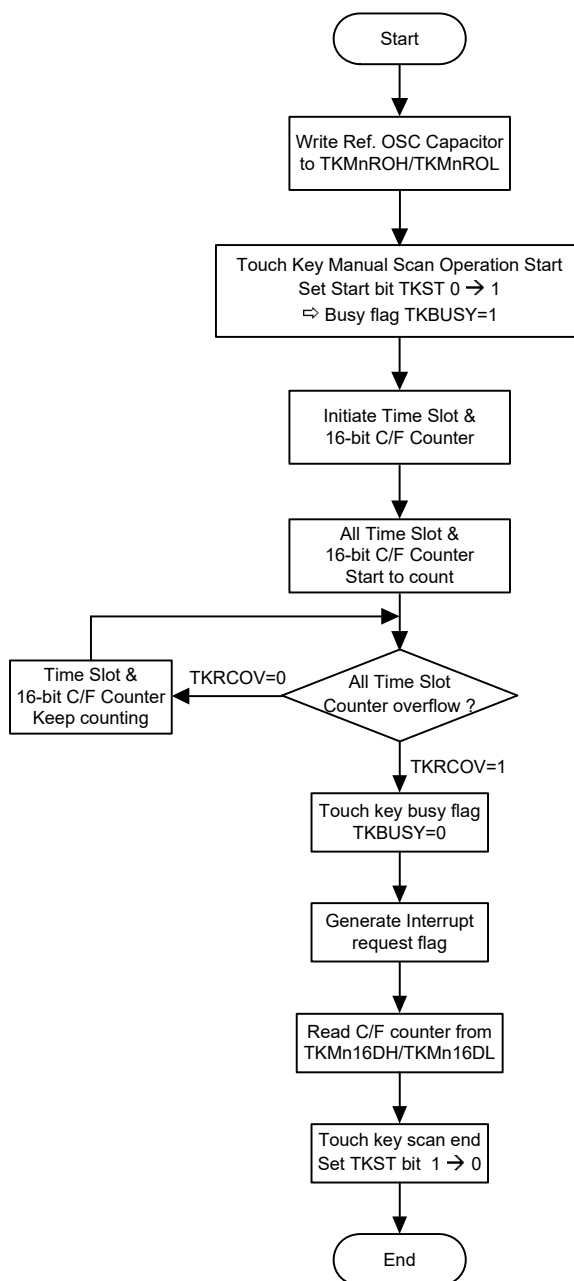 Start
Write Ref. OSC Capacitor
to TKMnROH/TKMnROL
Touch Key Manual Scan Operation Start
Set Start bit TKST 0 → 1
⇨ Busy flag TKBUSY=1
Initiate Time Slot &
16-bit C/F Counter
All Time Slot &
16-bit C/F Counter
Start to count
Time Slot &
16-bit C/F Counter
Keep counting
TKRCOV=0
All Time Slot
Counter overflow ?
TKRCOV=1
Touch key busy flag
TKBUSY=0
Generate Interrupt
request flag
Read C/F counter from
TKMn16DH/TKMn16DL
Touch key scan end
Set TKST bit 1 → 0
End